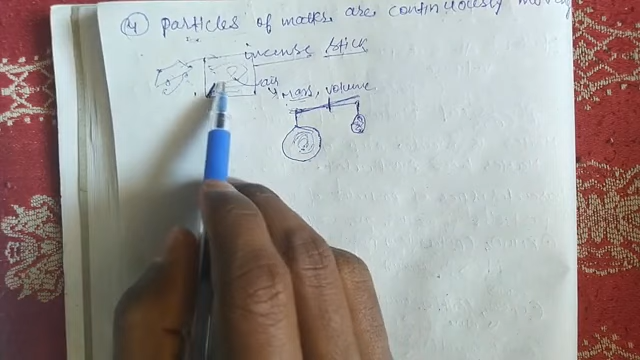 ④ particles of matter are continuously moving
incense stick
air
mass, volume